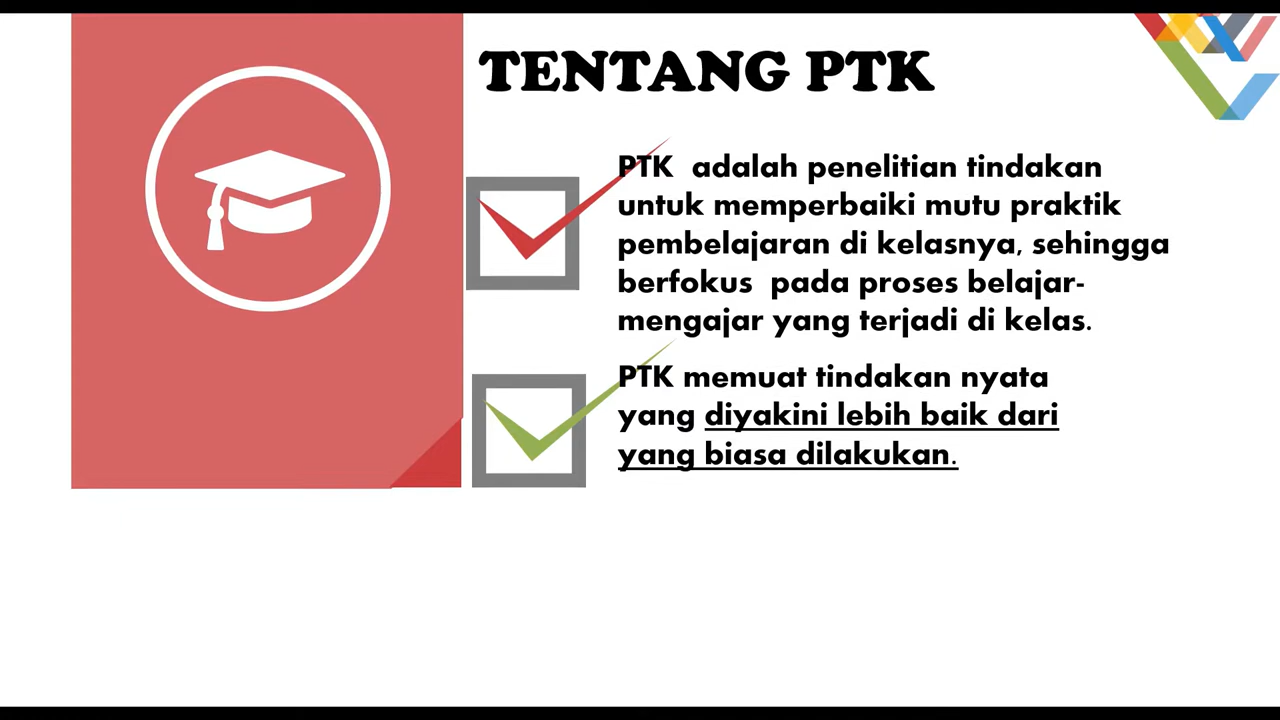 TENTANG PTK
PTK adalah penelitian tindakan
untuk memperbaiki mutu praktik
pembelajaran di kelasnya, sehingga
berfokus pada proses belajar-
mengajar yang terjadi di kelas.
PTK memuat tindakan nyata
yang diyakini lebih baik dari
yang biasa dilakukan.